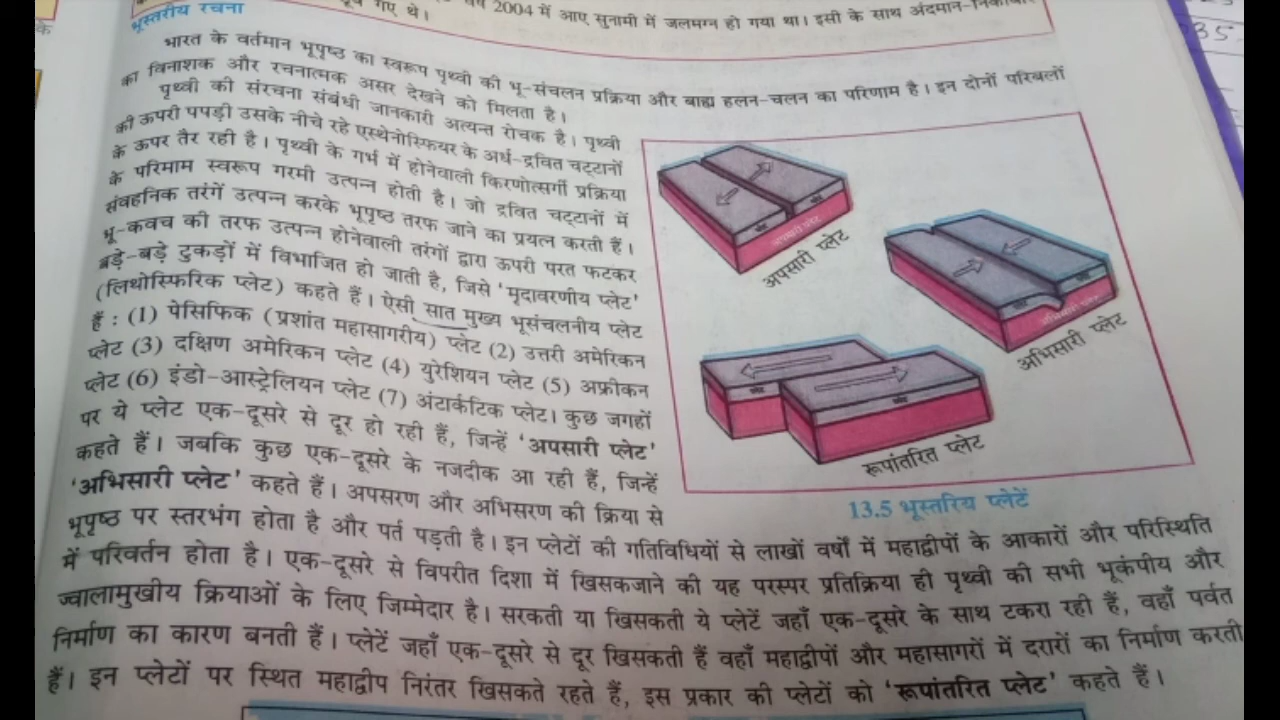 वर्ष 2004 में आए सुनामी में जलमग्न हो गया था। इसी के साथ अंदमान-निकोबार
गए थे।
भूस्तरीय रचना
भारत के वर्तमान भूपृष्ठ का स्वरूप पृथ्वी की भू-संचलन प्रक्रिया और बाह्य हलन-चलन का परिणाम है। इन दोनों परिबलों
का विनाशक और रचनात्मक असर देखने को मिलता है।
पृथ्वी की संरचना संबंधी जानकारी अत्यन्त रोचक है। पृथ्वी
की ऊपरी पपड़ी उसके नीचे रहे एस्थेनोस्फियर के अर्ध-द्रवित चट्टानों
के ऊपर तैर रही है। पृथ्वी के गर्भ में होनेवाली किरणोत्सर्गी प्रक्रिया
के परिमाम स्वरूप गरमी उत्पन्न होती है। जो द्रवित चट्टानों में
संवहनिक तरंगें उत्पन्न करके भूपृष्ठ तरफ जाने का प्रयत्न करती हैं।
भू-कवच की तरफ उत्पन्न होनेवाली तरंगों द्वारा ऊपरी परत फटकर
बड़े-बड़े टुकड़ों में विभाजित हो जाती है, जिसे 'मृदावरणीय प्लेट'
(लिथोस्फिरिक प्लेट) कहते हैं। ऐसी सात मुख्य भूसंचलनीय प्लेट
हैं : (1) पेसिफिक (प्रशांत महासागरीय) प्लेट (2) उत्तरी अमेरिकन
प्लेट (3) दक्षिण अमेरिकन प्लेट (4) युरेशियन प्लेट (5) अफ्रीकन
प्लेट (6) इंडो-आस्ट्रेलियन प्लेट (7) अंटार्कटिक प्लेट। कुछ जगहों
पर ये प्लेट एक-दूसरे से दूर हो रही हैं, जिन्हें 'अपसारी प्लेट'
कहते हैं। जबकि कुछ एक-दूसरे के नजदीक आ रही हैं, जिन्हें
'अभिसारी प्लेट' कहते हैं। अपसरण और अभिसरण की क्रिया से
भूपृष्ठ पर स्तरभंग होता है और पर्त पड़ती है। इन प्लेटों की गतिविधियों से लाखों वर्षों में महाद्वीपों के आकारों और परिस्थिति
में परिवर्तन होता है। एक-दूसरे से विपरीत दिशा में खिसकजाने की यह परस्पर प्रतिक्रिया ही पृथ्वी की सभी भूकंपीय और
ज्वालामुखीय क्रियाओं के लिए जिम्मेदार है। सरकती या खिसकती ये प्लेटें जहाँ एक-दूसरे के साथ टकरा रही हैं, वहाँ पर्वत
निर्माण का कारण बनती हैं। प्लेटें जहाँ एक-दूसरे से दूर खिसकती हैं वहाँ महाद्वीपों और महासागरों में दरारों का निर्माण करती
हैं। इन प्लेटों पर स्थित महाद्वीप निरंतर खिसकते रहते हैं, इस प्रकार की प्लेटों को 'रूपांतरित प्लेट' कहते हैं।
अपसारी प्लेट
अभिसारी प्लेट
रूपांतरित प्लेट
13.5 भूस्तरिय प्लेटें